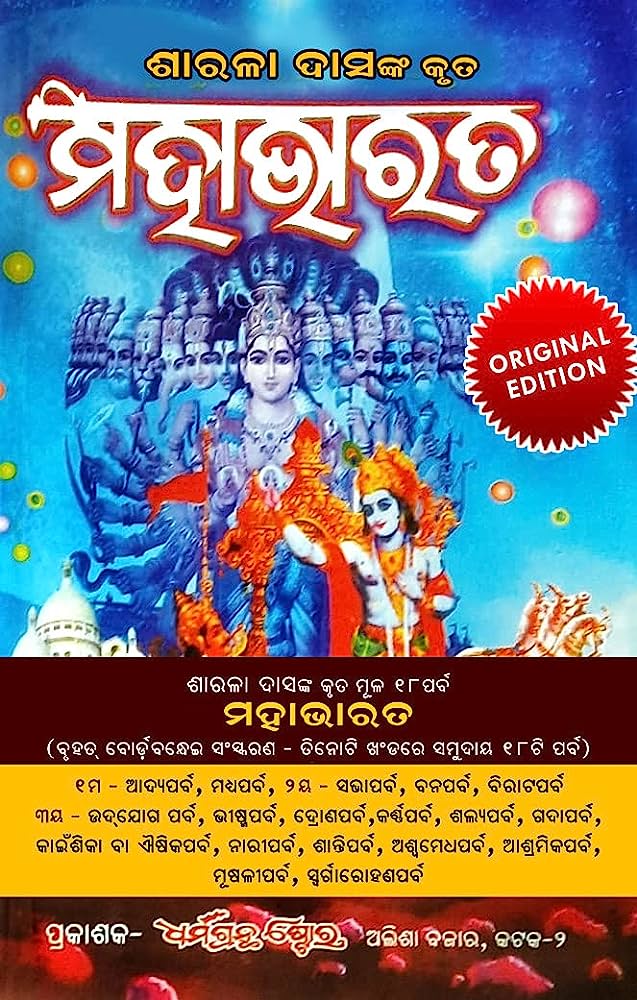 ଶାରଳା ଦାସଙ୍କ କୃତ
ମହାଭାରତ
ORIGINAL
EDITION
ଶାରଳା ଦାସଙ୍କ କୃତ ମୂଳ ୧୮ପର୍ବ
ମହାଭାରତ
(ବୃହତ୍ ବୋର୍ଡ଼ବନ୍ଧେଇ ସଂସ୍କରଣ - ତିନୋଟି ଖଣ୍ଡରେ ସମୁଦାୟ ୧୮ଟି ପର୍ବ)
୧ମ - ଆଦ୍ୟପର୍ବ, ମଧ୍ୟପର୍ବ, ୨ୟ - ସଭାପର୍ବ, ବନପର୍ବ, ବିରାଟପର୍ବ
୩ୟ - ଉଦ୍‌ଯୋଗ ପର୍ବ, ଭୀଷ୍ମପର୍ବ, ଦ୍ରୋଣପର୍ବ,କର୍ଣ୍ଣପର୍ବ, ଶଲ୍ୟପର୍ବ, ଗଦାପର୍ବ,
କାଇଁଶିକା ବା ଐଷିକପର୍ବ, ନାରୀପର୍ବ, ଶାନ୍ତିପର୍ବ, ଅଶ୍ୱମେଧପର୍ବ, ଆଶ୍ରମିକପର୍ବ,
ମୂଷଳୀପର୍ବ, ସ୍ୱର୍ଗାରୋହଣପର୍ବ
ପ୍ରକାଶକ- ଧର୍ମଗ୍ରନ୍ଥ ଷ୍ଟୋର ଅଲିଶା ବଜାର, କଟକ-୨